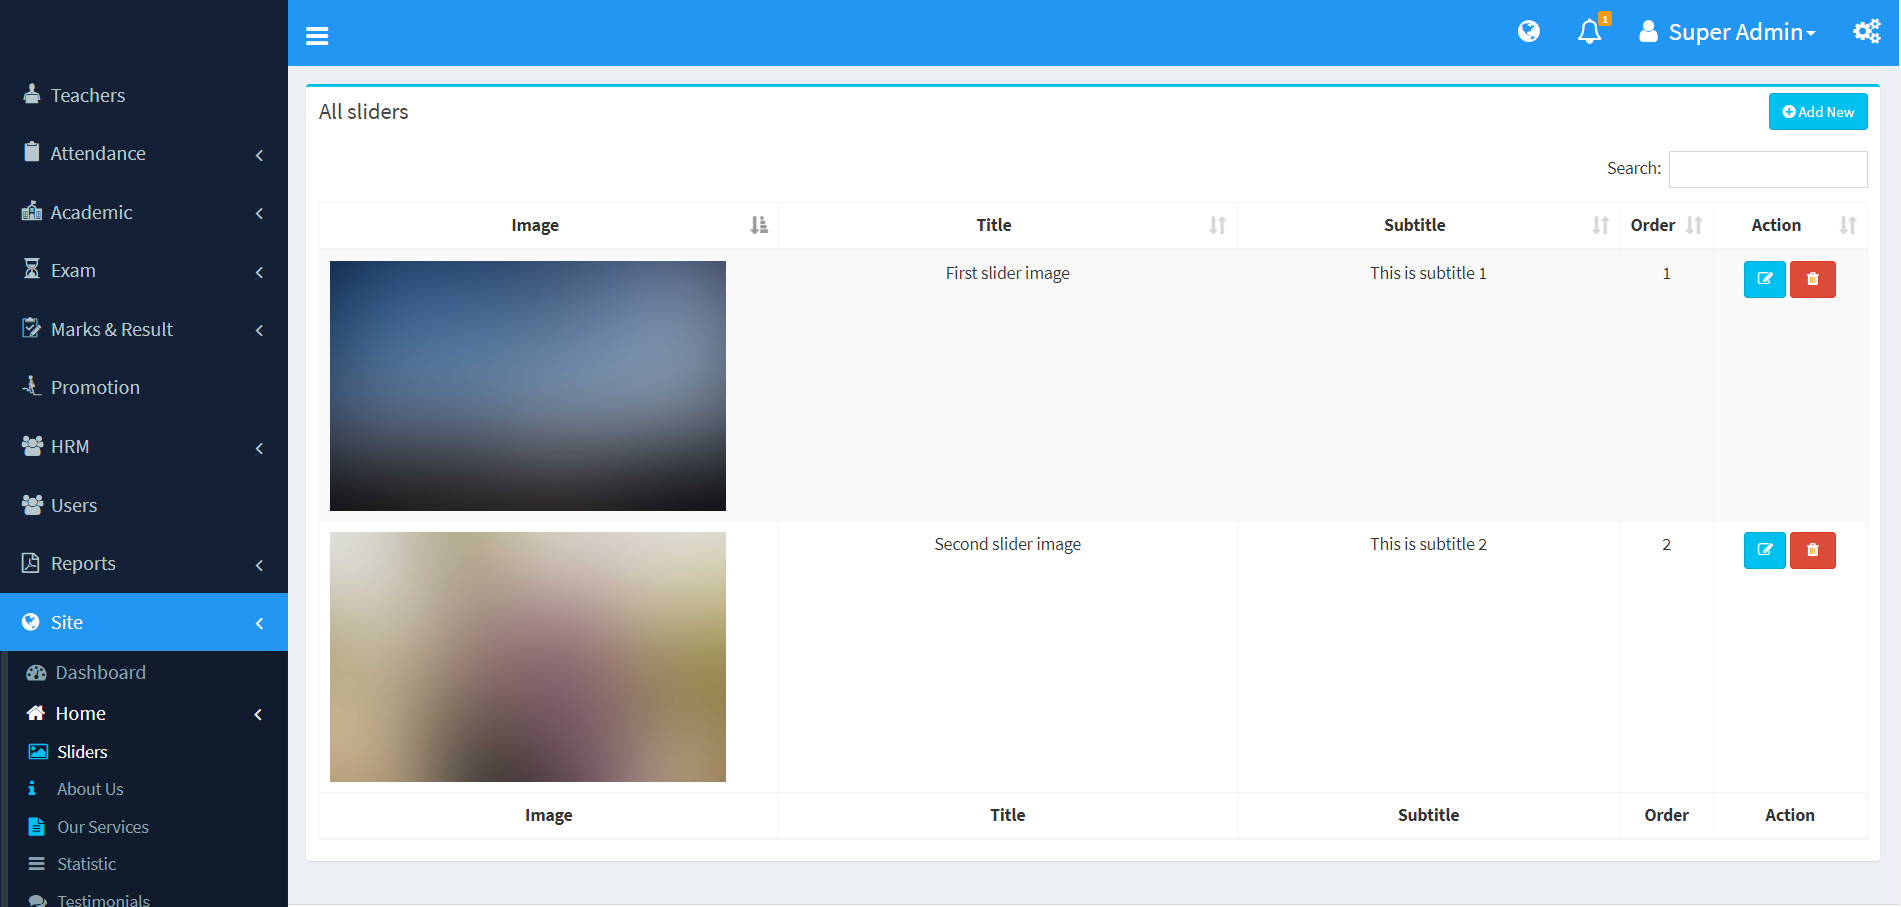 1
Super Admin
Teachers
Attendance
Academic
Exam
Marks & Result
Promotion
HRM
Users
Reports
Site
Dashboard
Home
Sliders
About Us
Our Services
Statistic
Testimonials
All sliders
Add New
Search:
Image Title Subtitle Order Action
First slider image This is subtitle 1 1
Second slider image This is subtitle 2 2
Image Title Subtitle Order Action